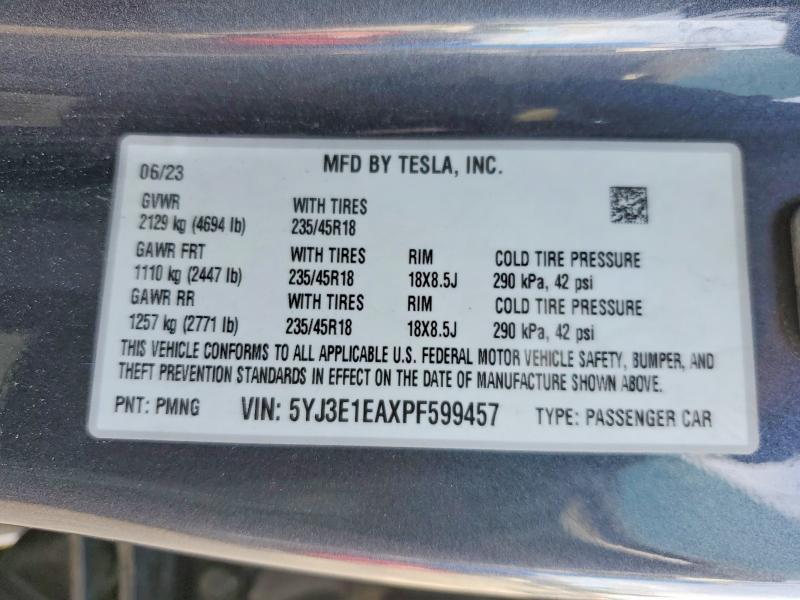 06/23 MFD BY TESLA, INC.
GVWR WITH TIRES
2129 kg (4694 lb) 235/45R18
GAWR FRT WITH TIRES RIM COLD TIRE PRESSURE
1110 kg (2447 lb) 235/45R18 18X8.5J 290 kPa, 42 psi
GAWR RR WITH TIRES RIM COLD TIRE PRESSURE
1257 kg (2771 lb) 235/45R18 18X8.5J 290 kPa, 42 psi
THIS VEHICLE CONFORMS TO ALL APPLICABLE U.S. FEDERAL MOTOR VEHICLE SAFETY, BUMPER, AND
THEFT PREVENTION STANDARDS IN EFFECT ON THE DATE OF MANUFACTURE SHOWN ABOVE.
PNT: PMNG VIN: 5YJ3E1EAXPF599457 TYPE: PASSENGER CAR